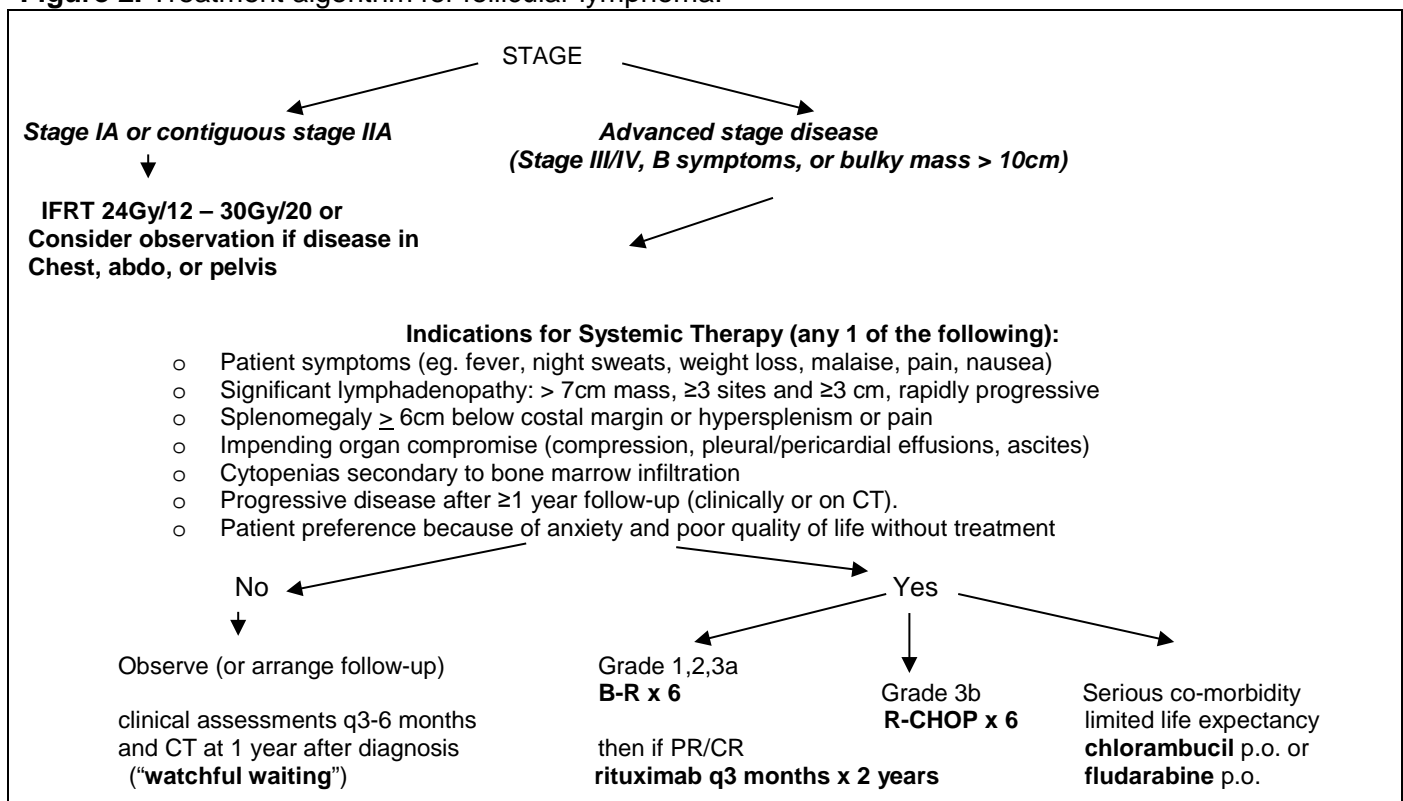 Figure 2. Treatment algorithm for follicular lymphoma.
STAGE
Stage IA or contiguous stage IIA
Advanced stage disease
(Stage III/IV, B symptoms, or bulky mass > 10cm)
IFRT 24Gy/12 – 30Gy/20 or
Consider observation if disease in
Chest, abdo, or pelvis
Indications for Systemic Therapy (any 1 of the following):
o Patient symptoms (eg. fever, night sweats, weight loss, malaise, pain, nausea)
o Significant lymphadenopathy: > 7cm mass, ≥3 sites and ≥3 cm, rapidly progressive
o Splenomegaly > 6cm below costal margin or hypersplenism or pain
o Impending organ compromise (compression, pleural/pericardial effusions, ascites)
o Cytopenias secondary to bone marrow infiltration
o Progressive disease after ≥1 year follow-up (clinically or on CT).
o Patient preference because of anxiety and poor quality of life without treatment
No
Yes
Observe (or arrange follow-up)
clinical assessments q3-6 months
and CT at 1 year after diagnosis
("watchful waiting")
Grade 1,2,3a
B-R x 6
then if PR/CR
rituximab q3 months x 2 years
Grade 3b
R-CHOP x 6
Serious co-morbidity
limited life expectancy
chlorambucil p.o. or
fludarabine p.o.